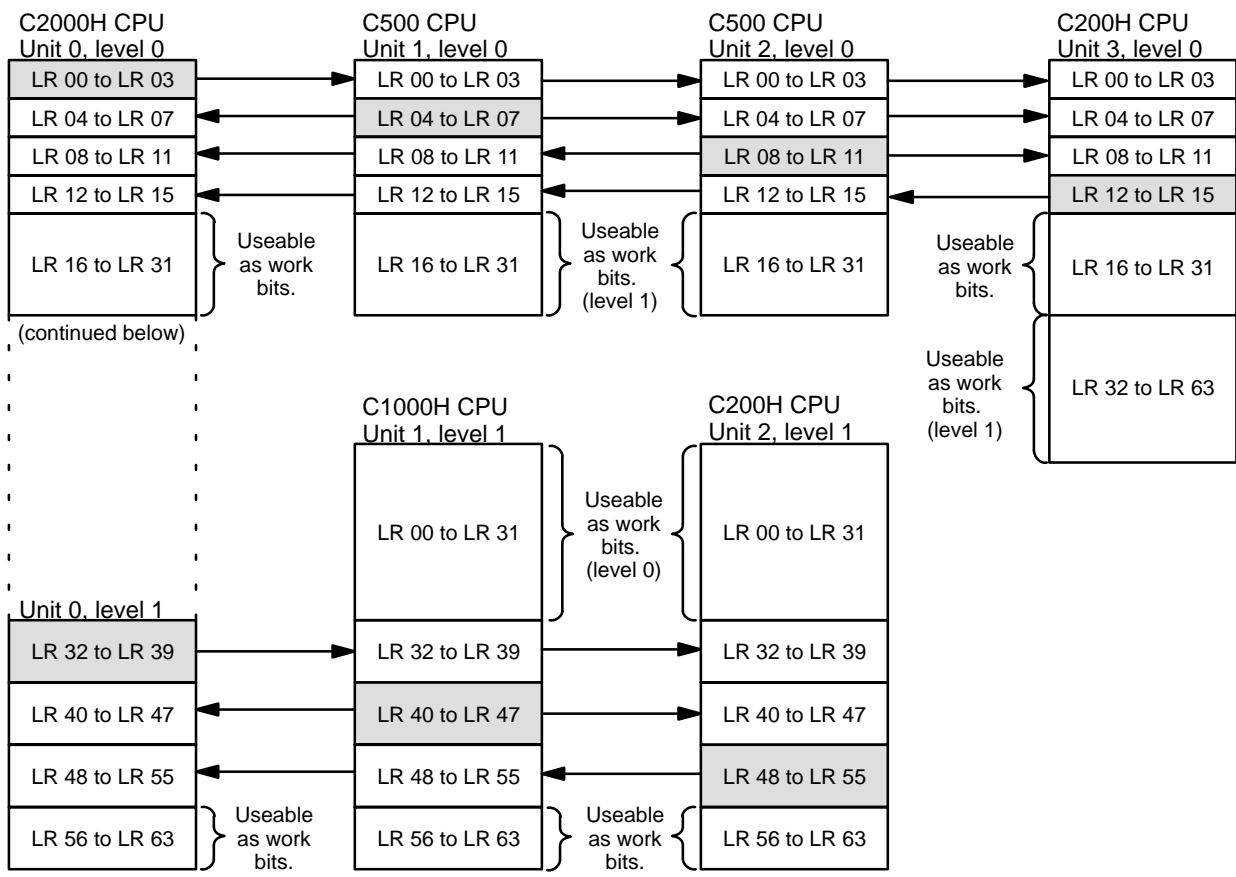 C2000H CPU
Unit 0, level 0
LR 00 to LR 03
LR 04 to LR 07
LR 08 to LR 11
LR 12 to LR 15
LR 16 to LR 31
Useable
as work
bits.
(continued below)
C500 CPU
Unit 1, level 0
LR 00 to LR 03
LR 04 to LR 07
LR 08 to LR 11
LR 12 to LR 15
LR 16 to LR 31
Useable
as work
bits.
(level 1)
C500 CPU
Unit 2, level 0
LR 00 to LR 03
LR 04 to LR 07
LR 08 to LR 11
LR 12 to LR 15
LR 16 to LR 31
C200H CPU
Unit 3, level 0
LR 00 to LR 03
LR 04 to LR 07
LR 08 to LR 11
LR 12 to LR 15
Useable
as work
bits.
LR 16 to LR 31
Useable
as work
bits.
(level 1)
LR 32 to LR 63
Unit 0, level 1
LR 32 to LR 39
LR 40 to LR 47
LR 48 to LR 55
LR 56 to LR 63
Useable
as work
bits.
C1000H CPU
Unit 1, level 1
LR 00 to LR 31
Useable
as work
bits.
(level 0)
LR 32 to LR 39
LR 40 to LR 47
LR 48 to LR 55
LR 56 to LR 63
Useable
as work
bits.
C200H CPU
Unit 2, level 1
LR 00 to LR 31
LR 32 to LR 39
LR 40 to LR 47
LR 48 to LR 55
LR 56 to LR 63